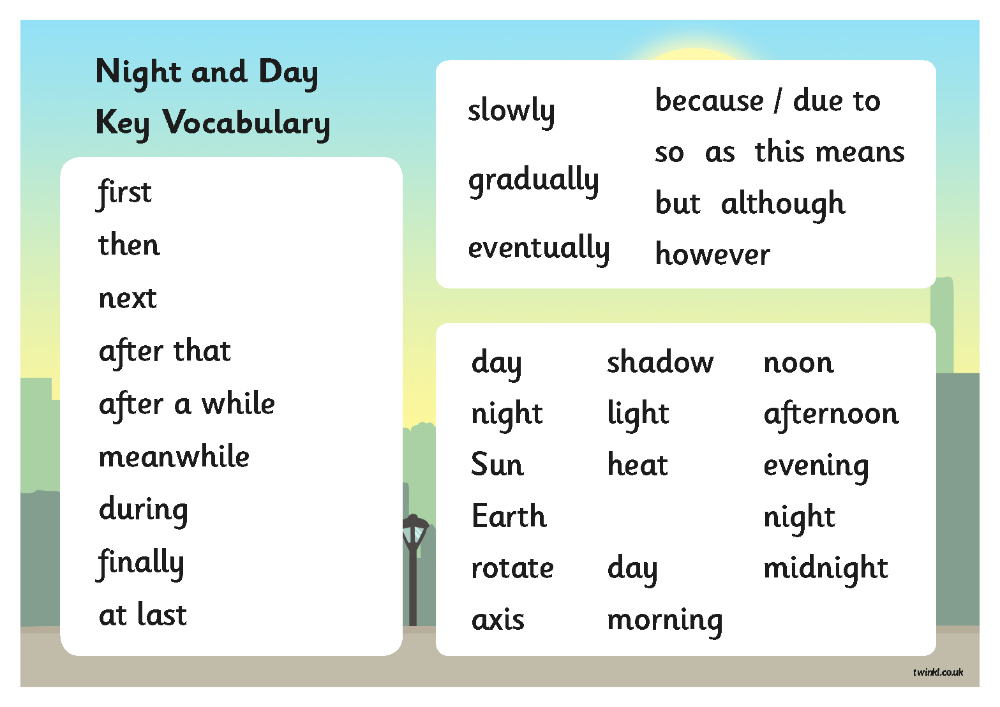 Night and Day
Key Vocabulary
first
then
next
after that
after a while
meanwhile
during
finally
at last
slowly
gradually
eventually
because / due to
so as this means
but although
however
day
night
Sun
Earth
rotate
axis
shadow
light
heat
day
morning
noon
afternoon
evening
night
midnight
twinkl.co.uk